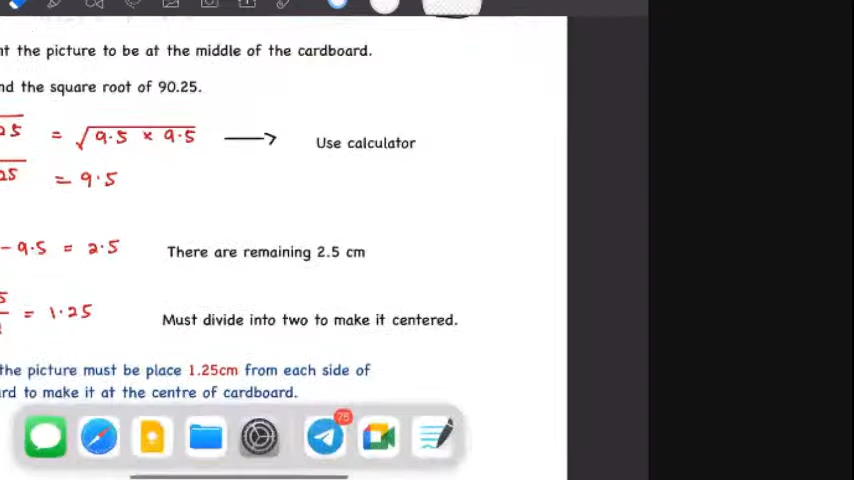 the picture to be at the middle of the cardboard.
the square root of 90.25.
= √9.5 × 9.5 → Use calculator
= 9.5
- 9.5 = 2.5 There are remaining 2.5 cm
= 1.25 Must divide into two to make it centered.
the picture must be place 1.25cm from each side of
to make it at the centre of cardboard.
75